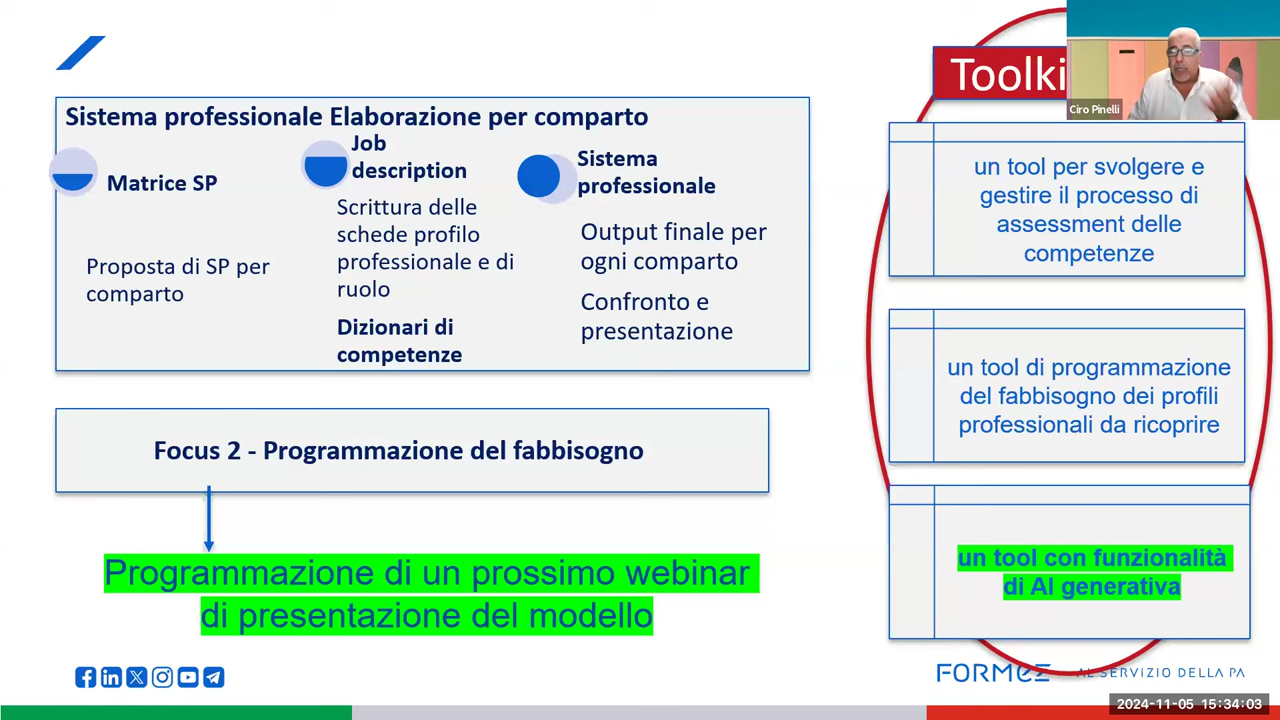 Toolki
Ciro Pinelli
Sistema professionale Elaborazione per comparto
Matrice SP
Proposta di SP per
comparto
Job
description
Scrittura delle
schede profilo
professionale e di
ruolo
Dizionari di
competenze
Sistema
professionale
Output finale per
ogni comparto
Confronto e
presentazione
un tool per svolgere e
gestire il processo di
assessment delle
competenze
un tool di programmazione
del fabbisogno dei profili
professionali da ricoprire
un tool con funzionalità
di AI generativa
Focus 2 - Programmazione del fabbisogno
Programmazione di un prossimo webinar
di presentazione del modello
FORMEZ AL SERVIZIO DELLA PA
2024-11-05 15:34:03